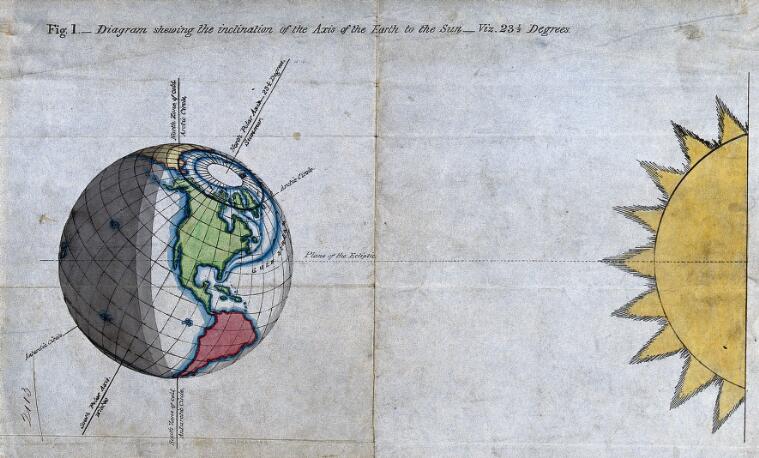 Fig. 1.— Diagram shewing the inclination of the Axis of the Earth to the Sun — Viz. 23½ Degrees.
North Zone of Cold
Arctic Circle
North Polar Axis — 23½ Degrees
Summer
Arctic Circle
Plane of the Ecliptic
Antarctic Circle
South Polar Axis
Winter
South Zone of Cold
Antarctic Circle